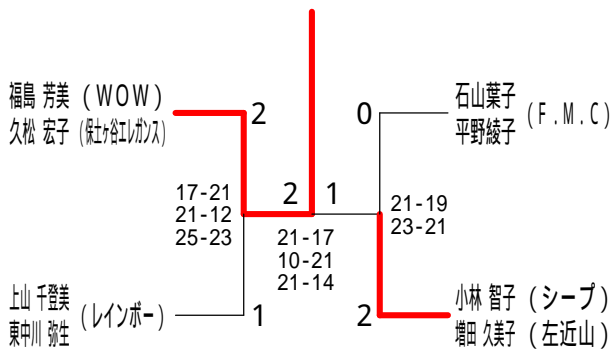 福島 芳美 (WOW)
久松 宏子 (保土ヶ谷エレガンス)
2
0
石山葉子
平野綾子 (F.M.C)
17-21
21-12
25-23
2
1
21-17
10-21
21-14
21-19
23-21
上山 千登美
東中川 弥生 (レインボー)
1
2
小林 智子 (シープ)
増田 久美子 (左近山)